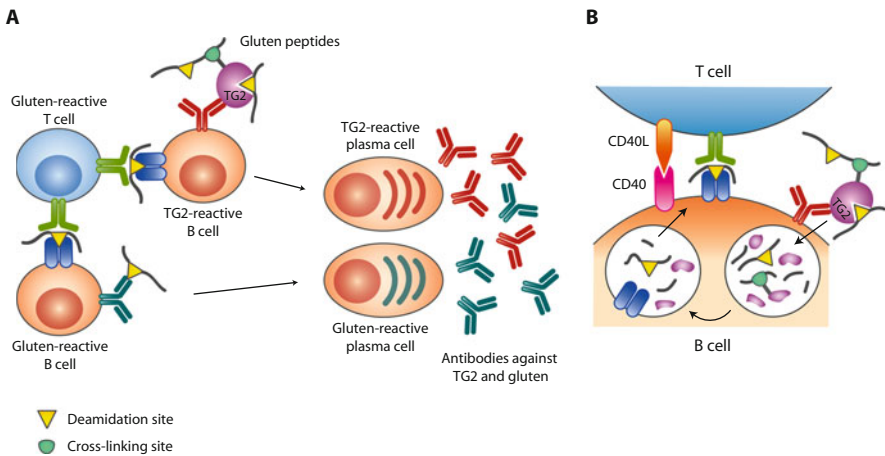 A
Gluten peptides
TG2
Gluten-reactive
T cell
TG2-reactive
B cell
Gluten-reactive
B cell
TG2-reactive
plasma cell
Gluten-reactive
plasma cell
Antibodies against
TG2 and gluten
Deamidation site
Cross-linking site
B
T cell
CD40L
CD40
TG2
B cell